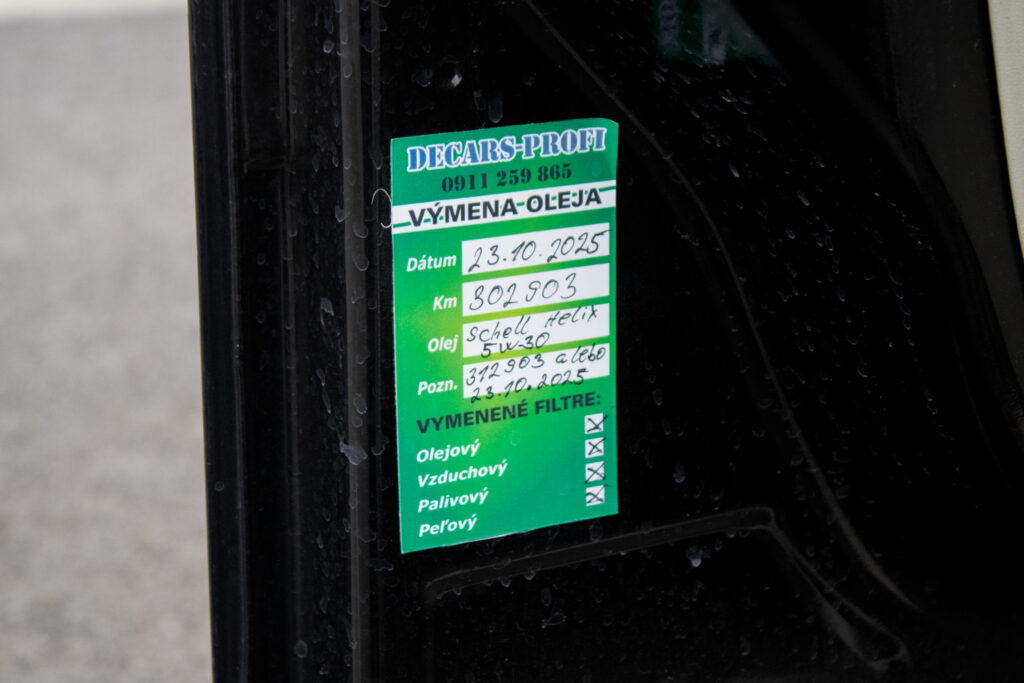 DECARS-PROFI
0911 259 865
VÝMENA OLEJA
Dátum 23.10.2025
Km 302903
Olej Schell Helix
5W-30
Pozn. 312903 alebo
23.10.2025
VYMENENÉ FILTRE:
Olejový
Vzduchový
Palivový
Peľový